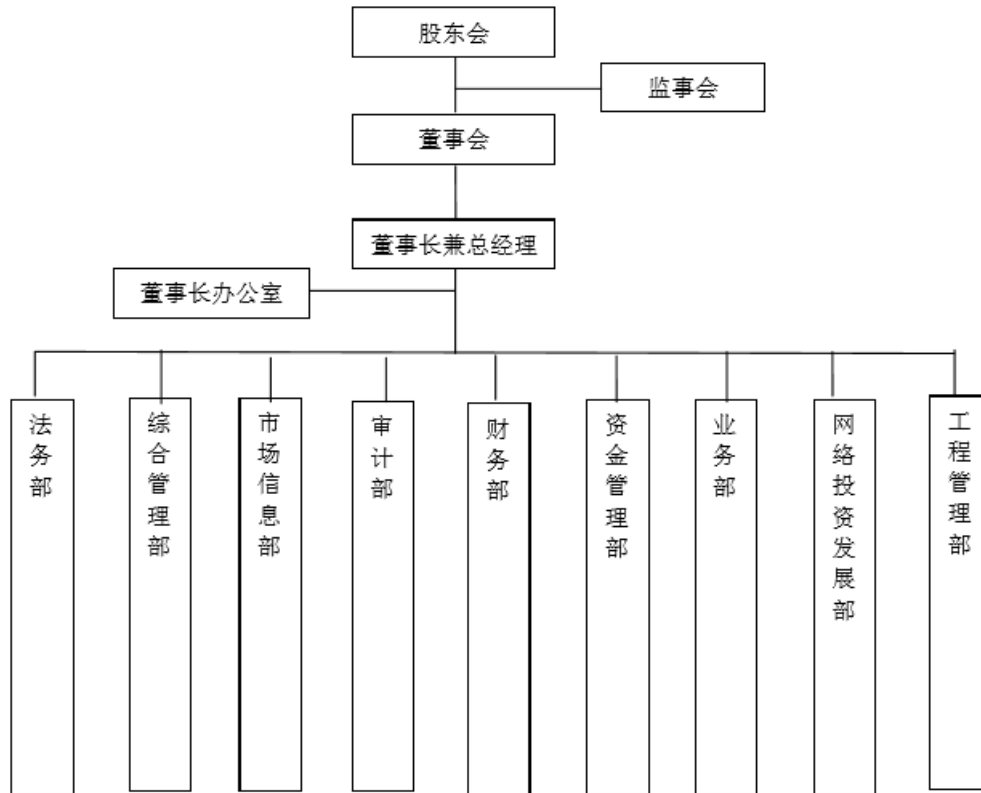 股东会
监事会
董事会
董事长兼总经理
董事长办公室
法务部
综合管理部
市场信息部
审计部
财务部
资金管理部
业务部
网络投资发展部
工程管理部